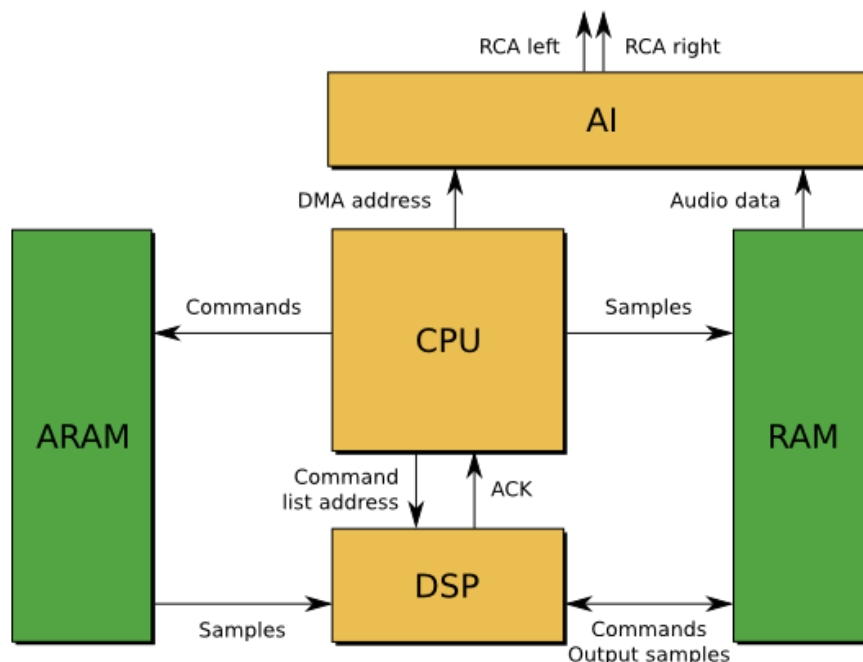 RCA left
RCA right
AI
DMA address
Audio data
Commands
CPU
Samples
ARAM
RAM
Command
list address
ACK
DSP
Samples
Commands
Output samples